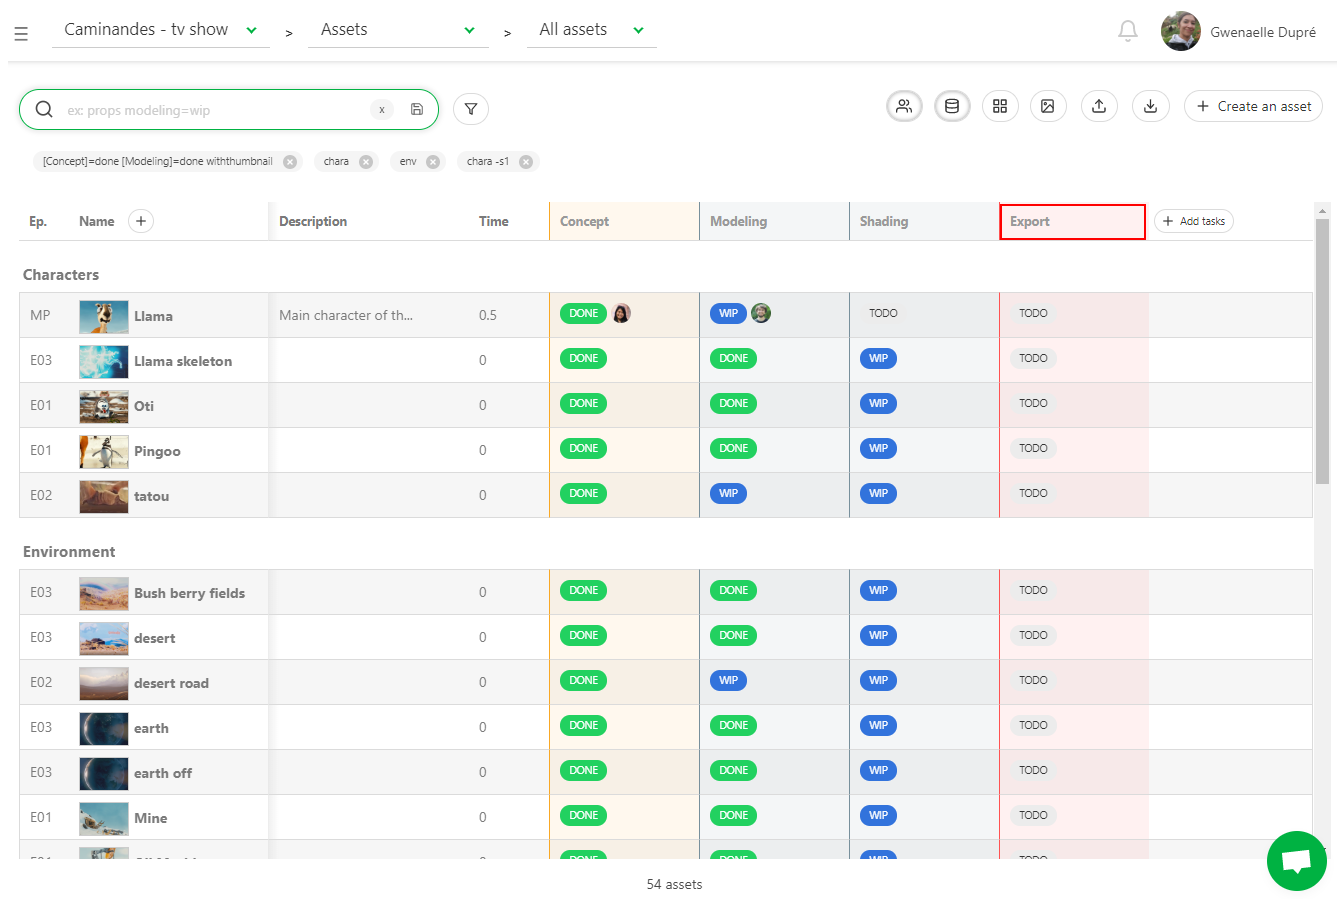 Caminandes - tv show > Assets > All assets Gwenaelle Dupré
ex: props modeling=wip x Create an asset
[Concept]=done [Modeling]=done withthumbnail chara env chara -s1
Ep. Name + Description Time Concept Modeling Shading Export + Add tasks
Characters
MP Llama Main character of th... 0.5 DONE WIP TODO TODO
E03 Llama skeleton 0 DONE DONE WIP TODO
E01 Oti 0 DONE DONE WIP TODO
E01 Pingoo 0 DONE DONE WIP TODO
E02 tatou 0 DONE WIP WIP TODO
Environment
E03 Bush berry fields 0 DONE DONE WIP TODO
E03 desert 0 DONE DONE WIP TODO
E02 desert road 0 DONE WIP WIP TODO
E03 earth 0 DONE DONE WIP TODO
E03 earth off 0 DONE DONE WIP TODO
E01 Mine 0 DONE DONE WIP TODO
DONE DONE WIP TODO
54 assets